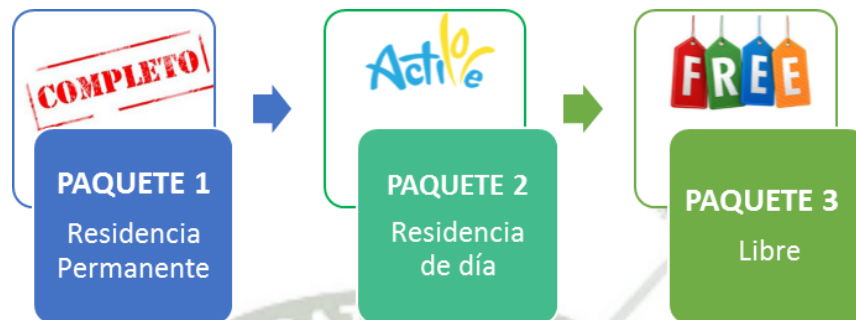 COMPLETO
PAQUETE 1
Residencia
Permanente
Active
PAQUETE 2
Residencia
de día
FREE
PAQUETE 3
Libre